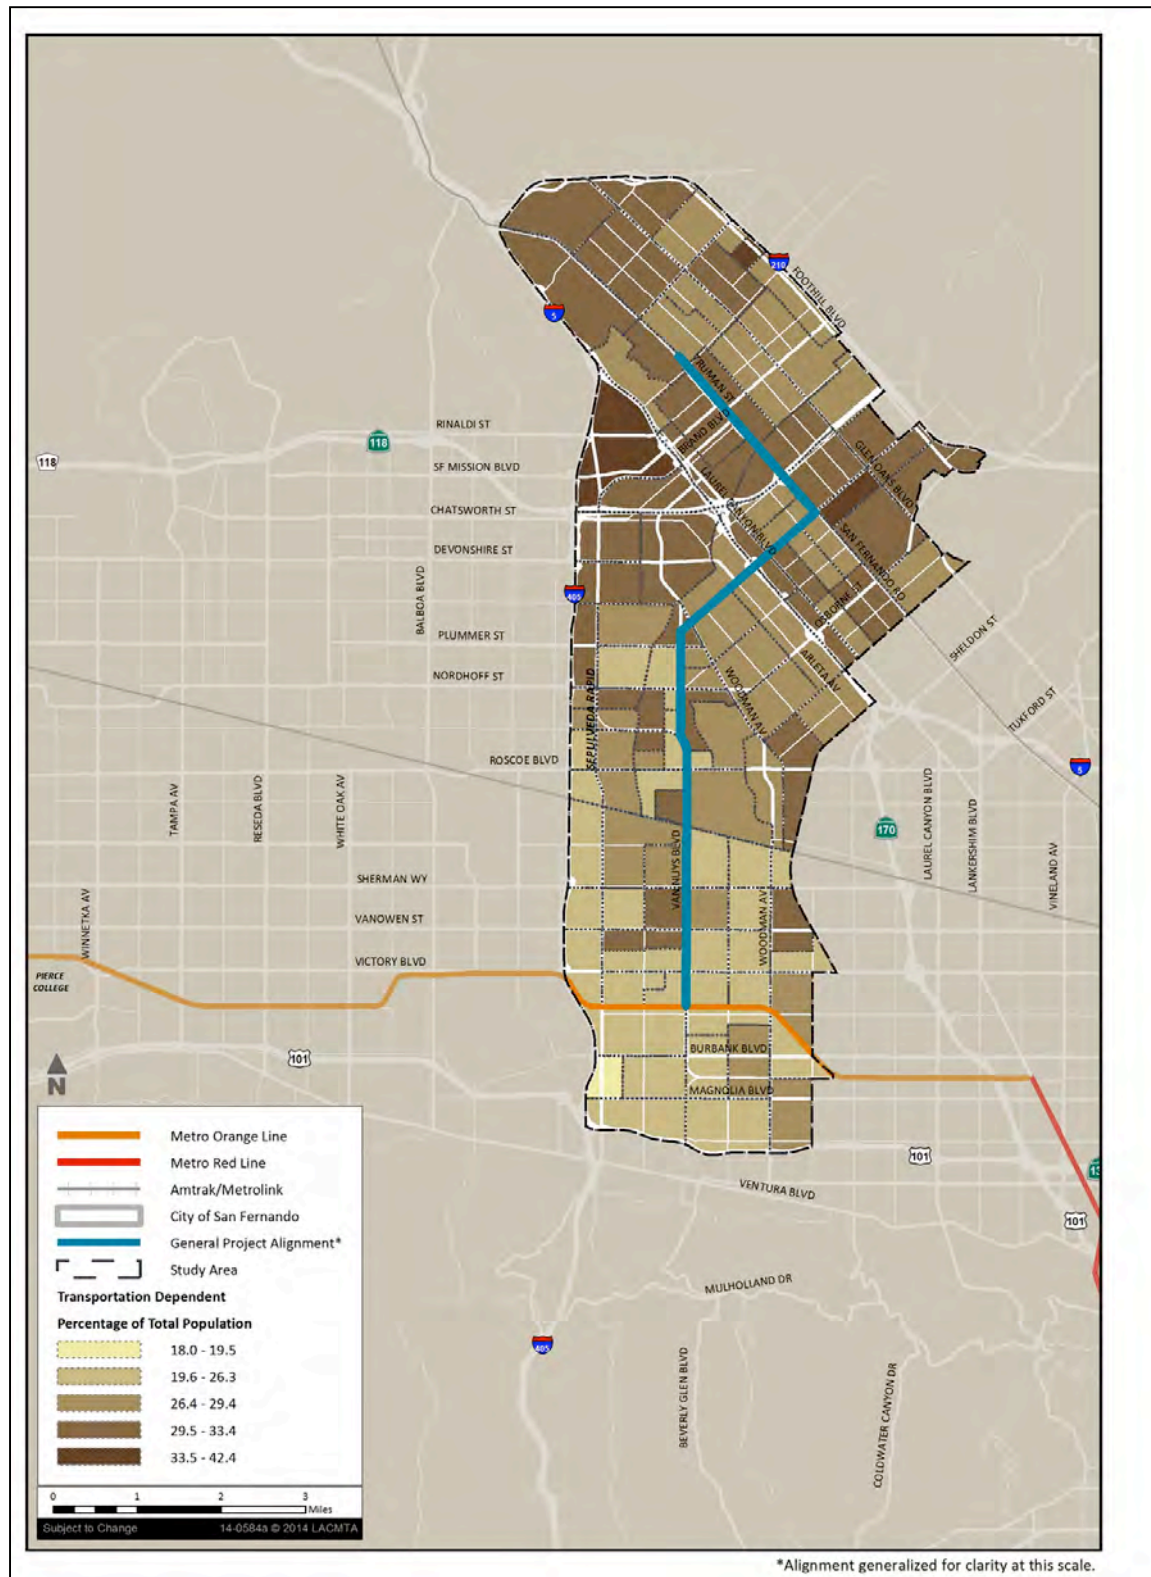 210
FOOTHILL BLVD
5
TRUMAN ST
RINALDI ST
118
BRAND BLVD
GLENOAKS BLVD
118
SF MISSION BLVD
LAUREL CANYON BLVD
CHATSWORTH ST
SAN FERNANDO RD
DEVONSHIRE ST
405
OSBORNE ST
BALBOA BLVD
PLUMMER ST
SHELDON ST
ARLETA AV
NORDHOFF ST
WOODMAN AV
SEPULVEDA RAPID
TUXFORD ST
ROSCOE BLVD
5
TAMPA AV
RESEDA BLVD
WHITE OAK AV
170
LAUREL CANYON BLVD
LANKERSHIM BLVD
VINELAND AV
VAN NUYS BLVD
SHERMAN WY
WINNETKA AV
VANOWEN ST
WOODMAN AV
VICTORY BLVD
PIERCE
COLLEGE
BURBANK BLVD
101
N
MAGNOLIA BLVD
101
VENTURA BLVD
101
MULHOLLAND DR
405
BEVERLY GLEN BLVD
COLDWATER CANYON DR
Metro Orange Line
Metro Red Line
Amtrak/Metrolink
City of San Fernando
General Project Alignment*
Study Area
Transportation Dependent
Percentage of Total Population
18.0 - 19.5
19.6 - 26.3
26.4 - 29.4
29.5 - 33.4
33.5 - 42.4
0 1 2 3
Miles
Subject to Change 14-0584a © 2014 LACMTA
*Alignment generalized for clarity at this scale.